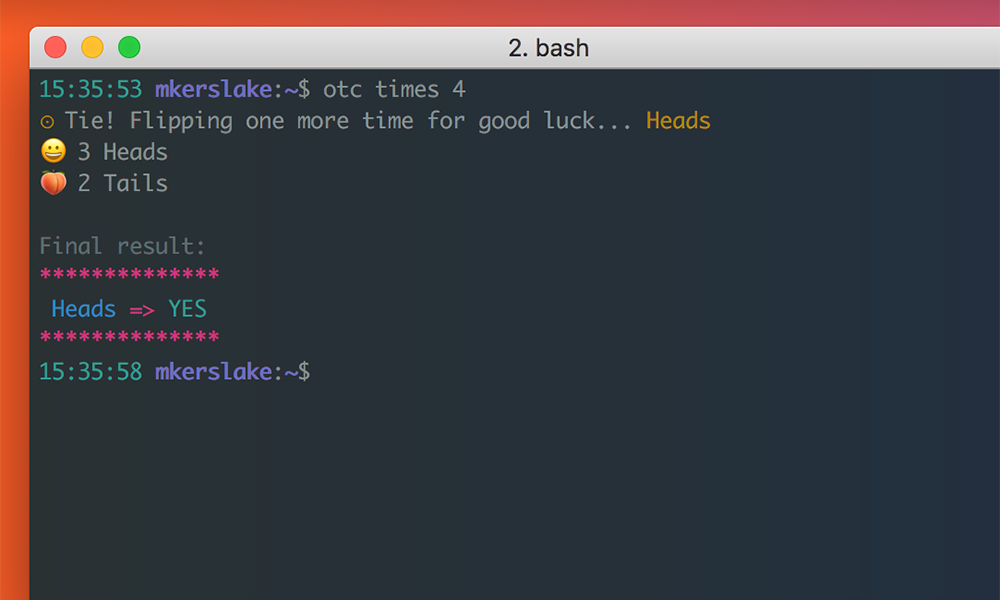 2. bash
15:35:53 mkerslake:~$ otc times 4
⊙ Tie! Flipping one more time for good luck... Heads
😀 3 Heads
🍑 2 Tails
Final result:
**************
Heads => YES
**************
15:35:58 mkerslake:~$